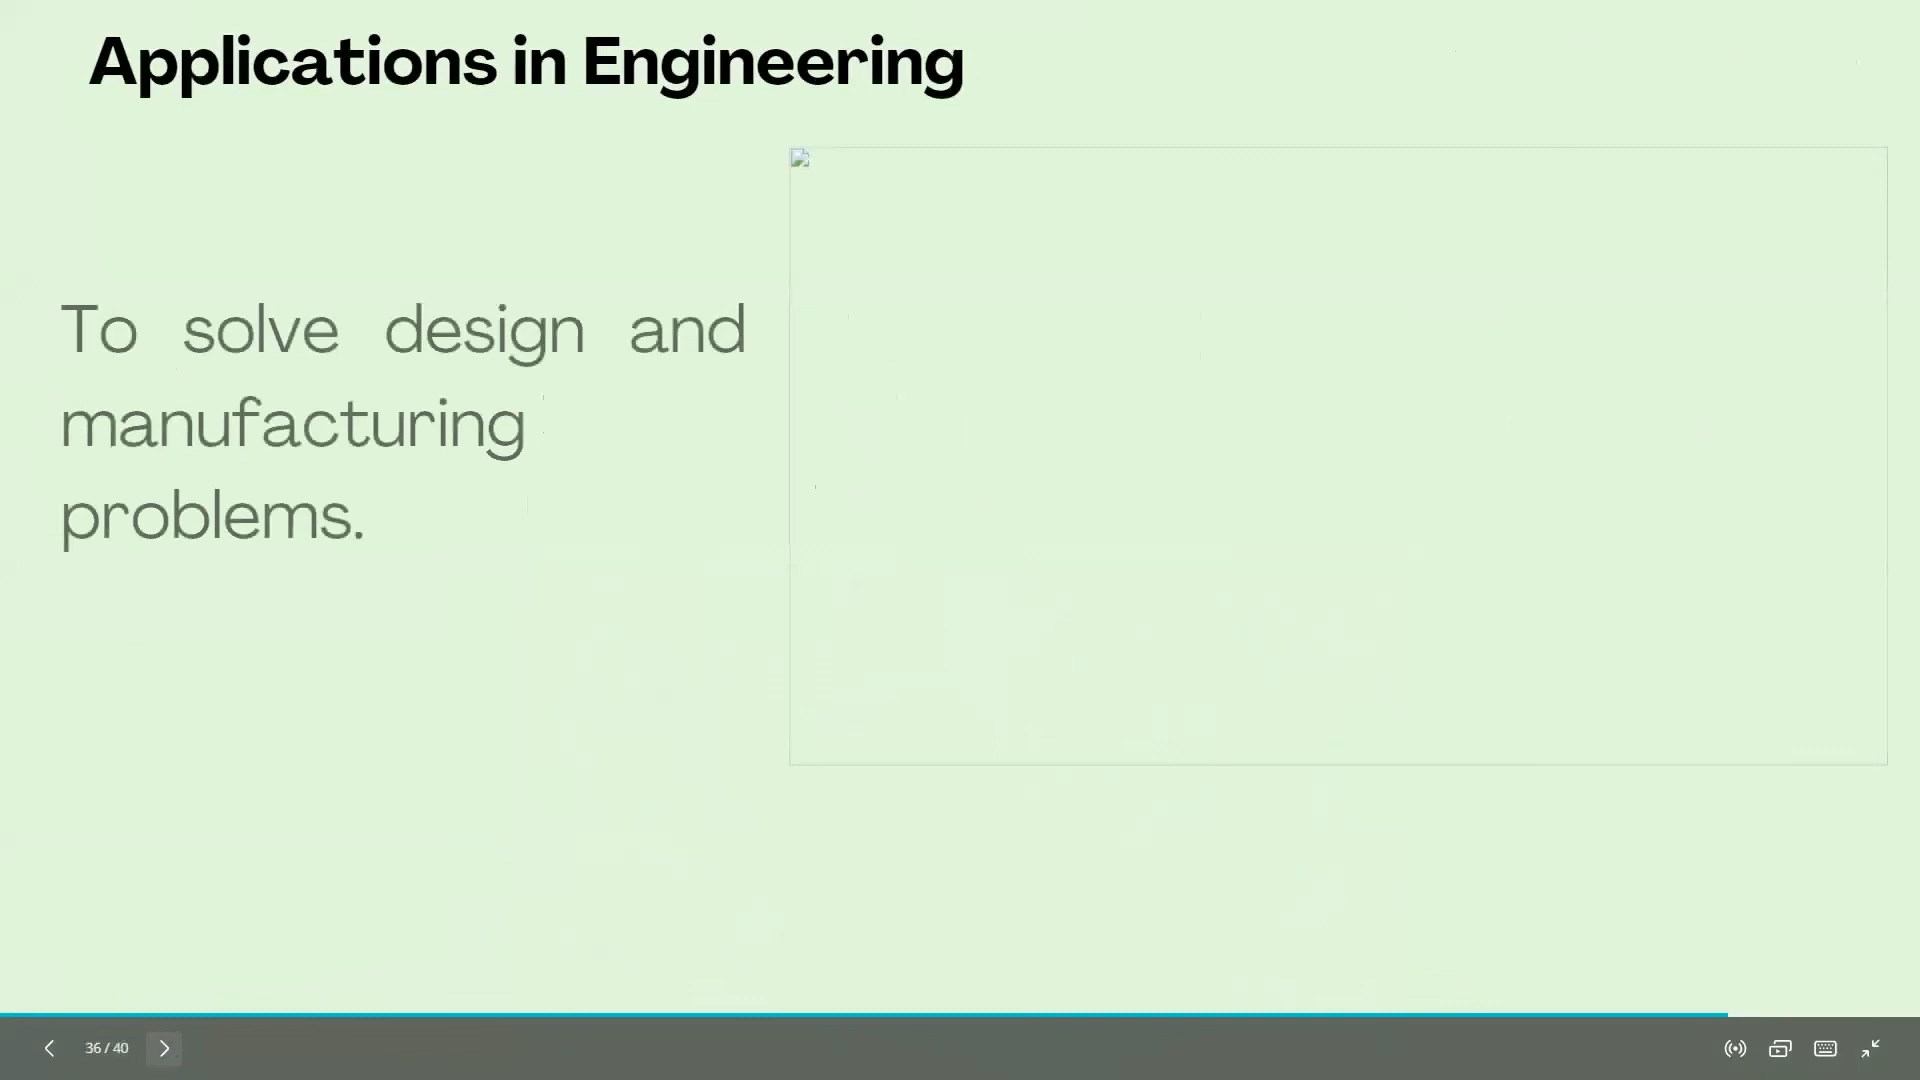 Applications in Engineering
To solve design and
manufacturing
problems.
36 / 40